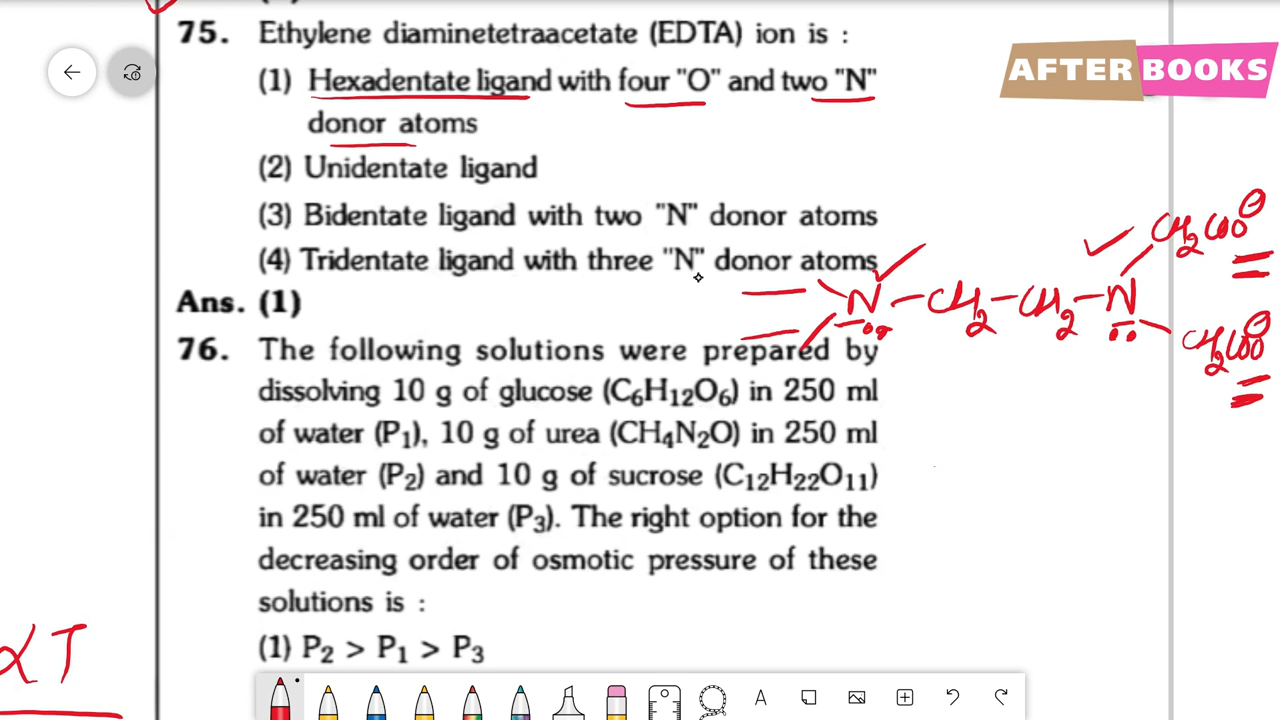 AFTERBOOKS
75. Ethylene diaminetetraacetate (EDTA) ion is :
(1) Hexadentate ligand with four "O" and two "N"
donor atoms
(2) Unidentate ligand
(3) Bidentate ligand with two "N" donor atoms
(4) Tridentate ligand with three "N" donor atoms
Ans. (1)
N – CH2 – CH2 – N
CH2COO⊖
CH2COO⊖
76. The following solutions were prepared by
dissolving 10 g of glucose (C6H12O6) in 250 ml
of water (P1), 10 g of urea (CH4N2O) in 250 ml
of water (P2) and 10 g of sucrose (C12H22O11)
in 250 ml of water (P3). The right option for the
decreasing order of osmotic pressure of these
solutions is :
(1) P2 > P1 > P3
αT
A